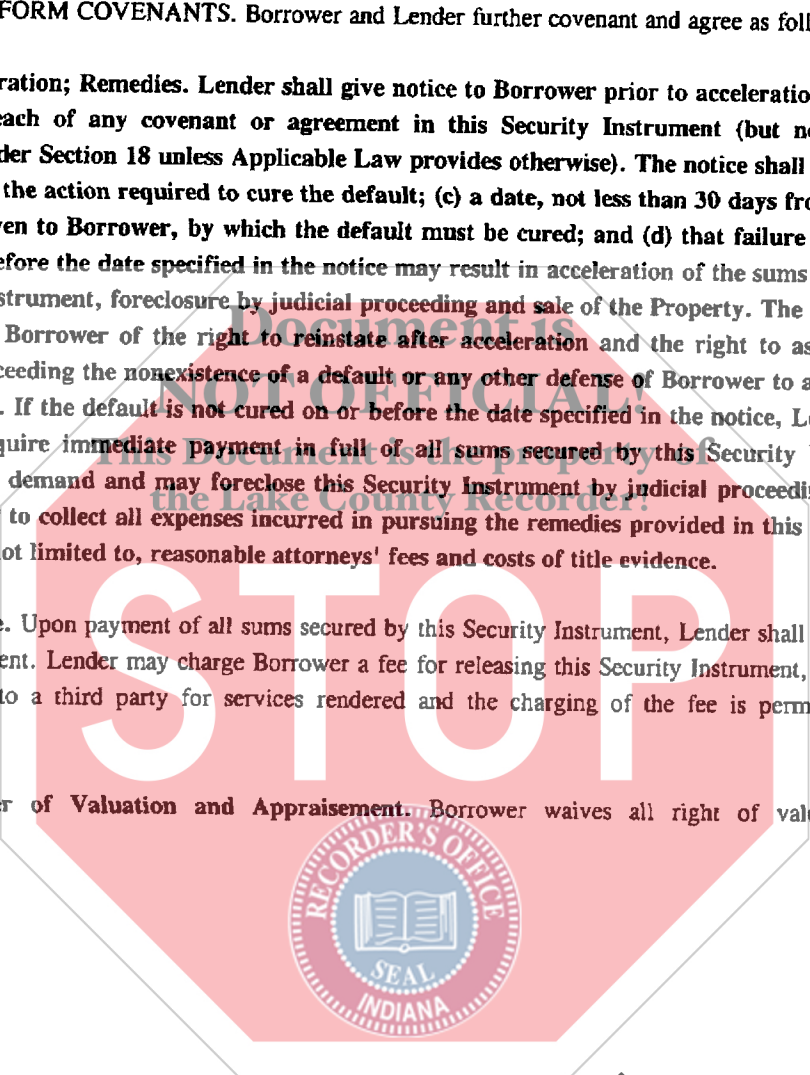 FORM COVENANTS. Borrower and Lender further covenant and agree as foll
ration; Remedies. Lender shall give notice to Borrower prior to acceleratio
each of any covenant or agreement in this Security Instrument (but no
der Section 18 unless Applicable Law provides otherwise). The notice shall
the action required to cure the default; (c) a date, not less than 30 days fro
ven to Borrower, by which the default must be cured; and (d) that failure
efore the date specified in the notice may result in acceleration of the sums
strument, foreclosure by judicial proceeding and sale of the Property. The
Document is
Borrower of the right to reinstate after acceleration and the right to as
ceeding the nonexistence of a default or any other defense of Borrower to a
NOT OFFICIAL!
. If the default is not cured on or before the date specified in the notice, Le
quire immediate payment in full of all sums secured by this Security
This Document is the property of
demand and may foreclose this Security Instrument by judicial proceedi
the Lake County Recorder!
to collect all expenses incurred in pursuing the remedies provided in this
ot limited to, reasonable attorneys' fees and costs of title evidence.
STOP
e. Upon payment of all sums secured by this Security Instrument, Lender shall
ent. Lender may charge Borrower a fee for releasing this Security Instrument,
to a third party for services rendered and the charging of the fee is perm
er of Valuation and Appraisement. Borrower waives all right of valu
RECORDER'S OFFICE
SEAL
INDIANA